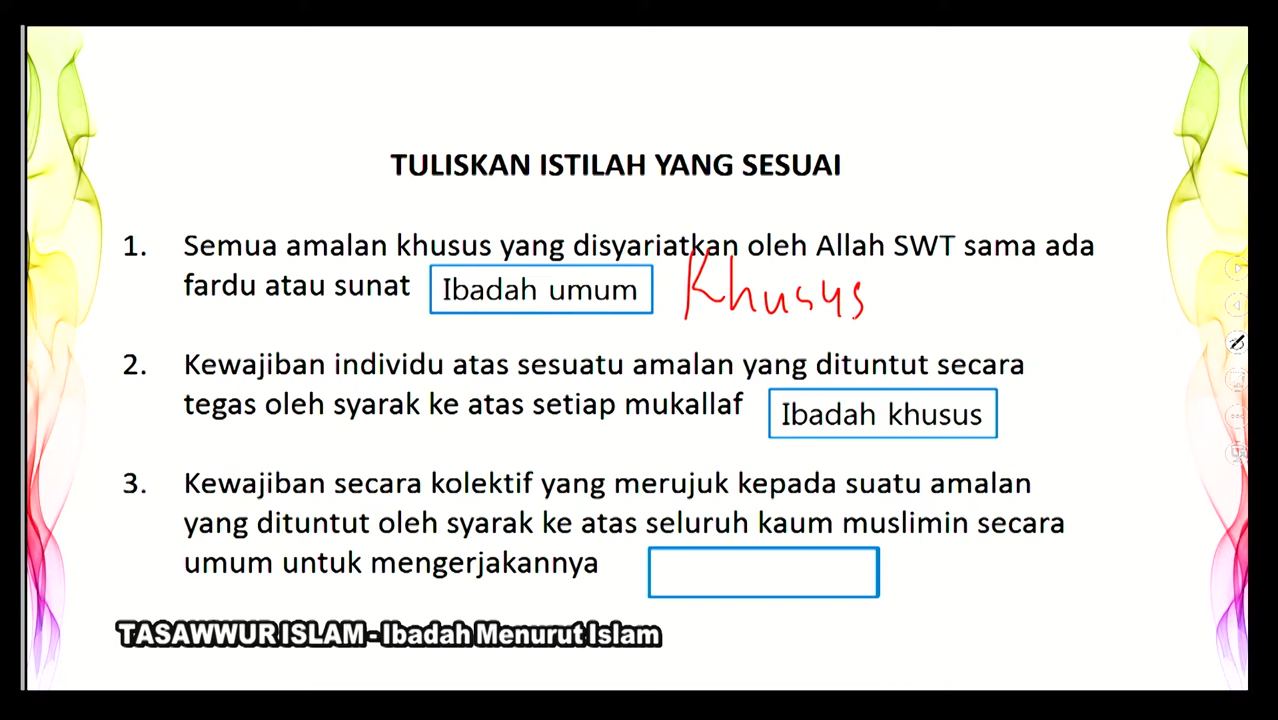 TULISKAN ISTILAH YANG SESUAI
1. Semua amalan khusus yang disyariatkan oleh Allah SWT sama ada
fardu atau sunat Ibadah umum Khusus
2. Kewajiban individu atas sesuatu amalan yang dituntut secara
tegas oleh syarak ke atas setiap mukallaf Ibadah khusus
3. Kewajiban secara kolektif yang merujuk kepada suatu amalan
yang dituntut oleh syarak ke atas seluruh kaum muslimin secara
umum untuk mengerjakannya
TASAWWUR ISLAM - Ibadah Menurut Islam